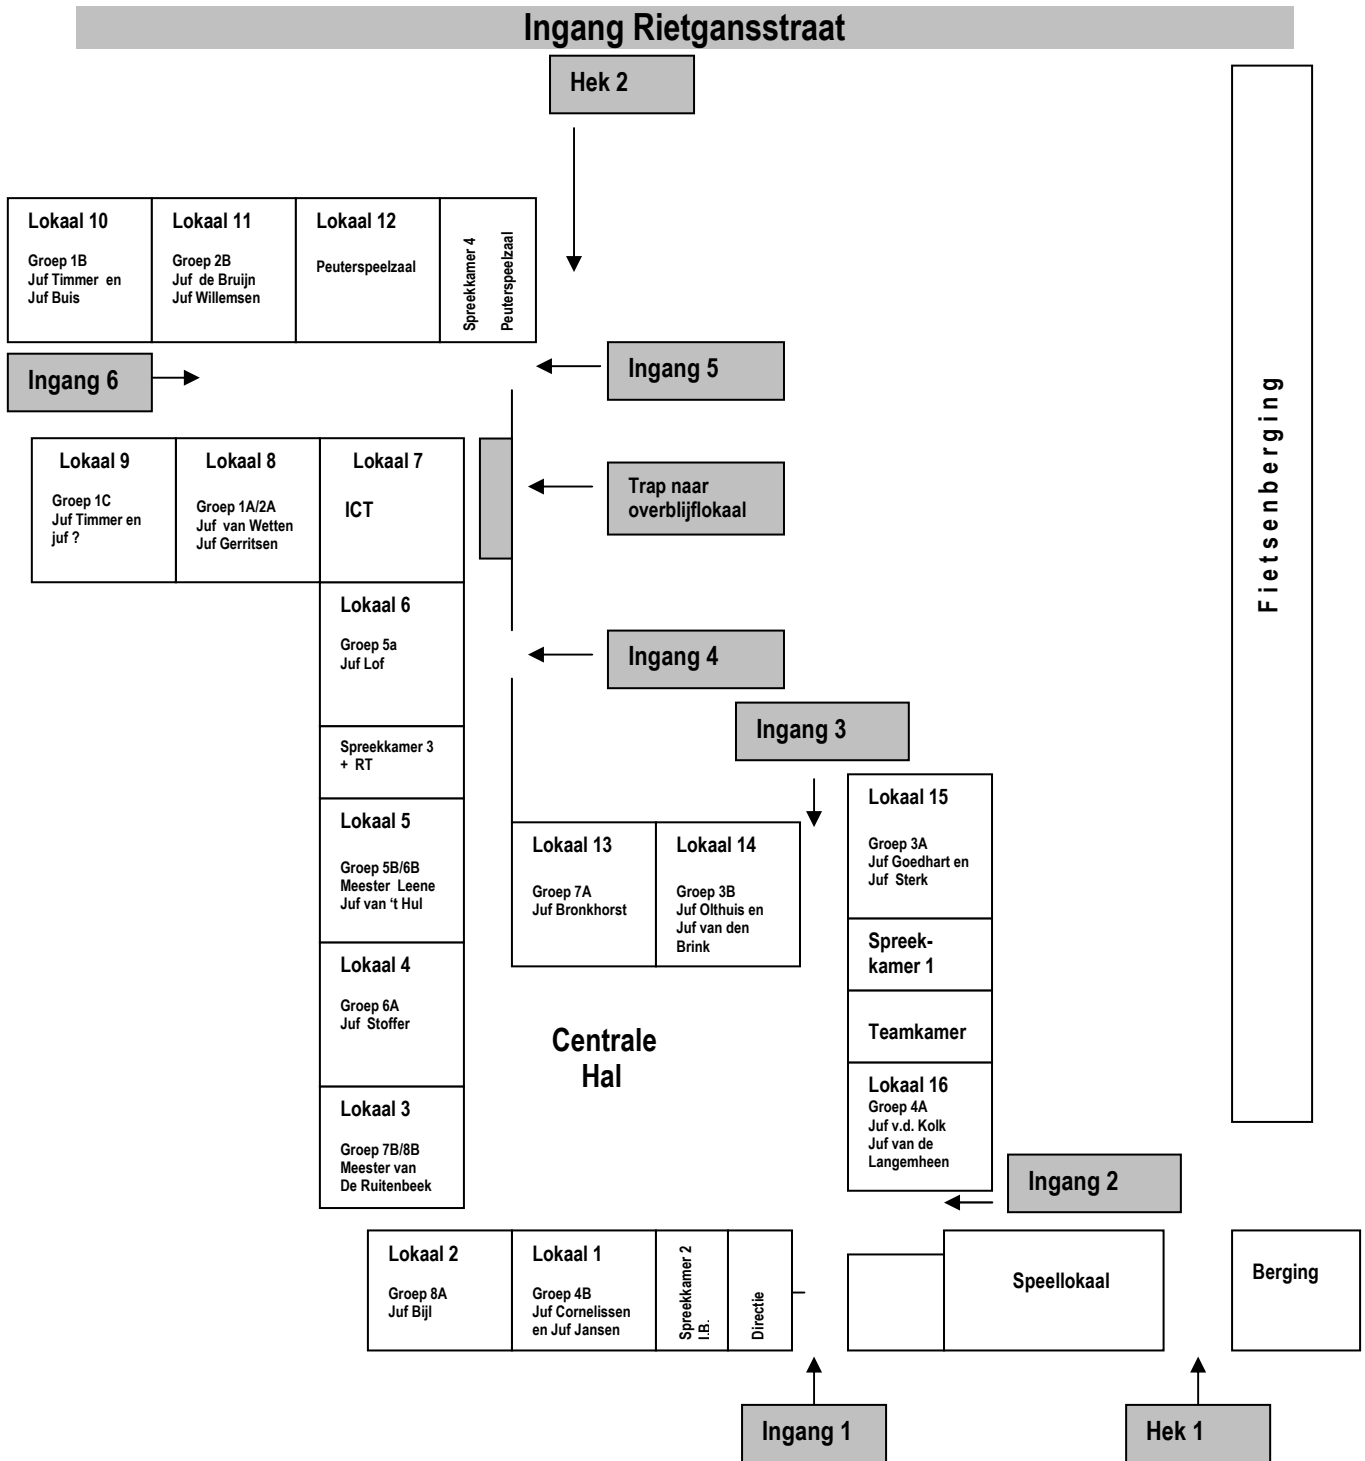 Ingang Rietgansstraat
Hek 2
Lokaal 10
Groep 1B
Juf Timmer en
Juf Buis
Lokaal 11
Groep 2B
Juf de Bruijn
Juf Willemsen
Lokaal 12
Peuterspeelzaal
Spreekkamer 4
Peuterspeelzaal
Ingang 6
Ingang 5
Lokaal 9
Groep 1C
Juf Timmer en
juf ?
Lokaal 8
Groep 1A/2A
Juf van Wetten
Juf Gerritsen
Lokaal 7
ICT
Trap naar
overblijflokaal
Fietsenberging
Lokaal 6
Groep 5a
Juf Lof
Ingang 4
Ingang 3
Spreekkamer 3
+ RT
Lokaal 5
Groep 5B/6B
Meester Leene
Juf van ‘t Hul
Lokaal 13
Groep 7A
Juf Bronkhorst
Lokaal 14
Groep 3B
Juf Olthuis en
Juf van den
Brink
Lokaal 15
Groep 3A
Juf Goedhart en
Juf Sterk
Spreek-
kamer 1
Lokaal 4
Groep 6A
Juf Stoffer
Centrale
Hal
Teamkamer
Lokaal 16
Groep 4A
Juf v.d. Kolk
Juf van de
Langemheen
Lokaal 3
Groep 7B/8B
Meester van
De Ruitenbeek
Ingang 2
Lokaal 2
Groep 8A
Juf Bijl
Lokaal 1
Groep 4B
Juf Cornelissen
en Juf Jansen
Spreekkamer 2
I.B.
Directie
Speellokaal
Berging
Ingang 1
Hek 1